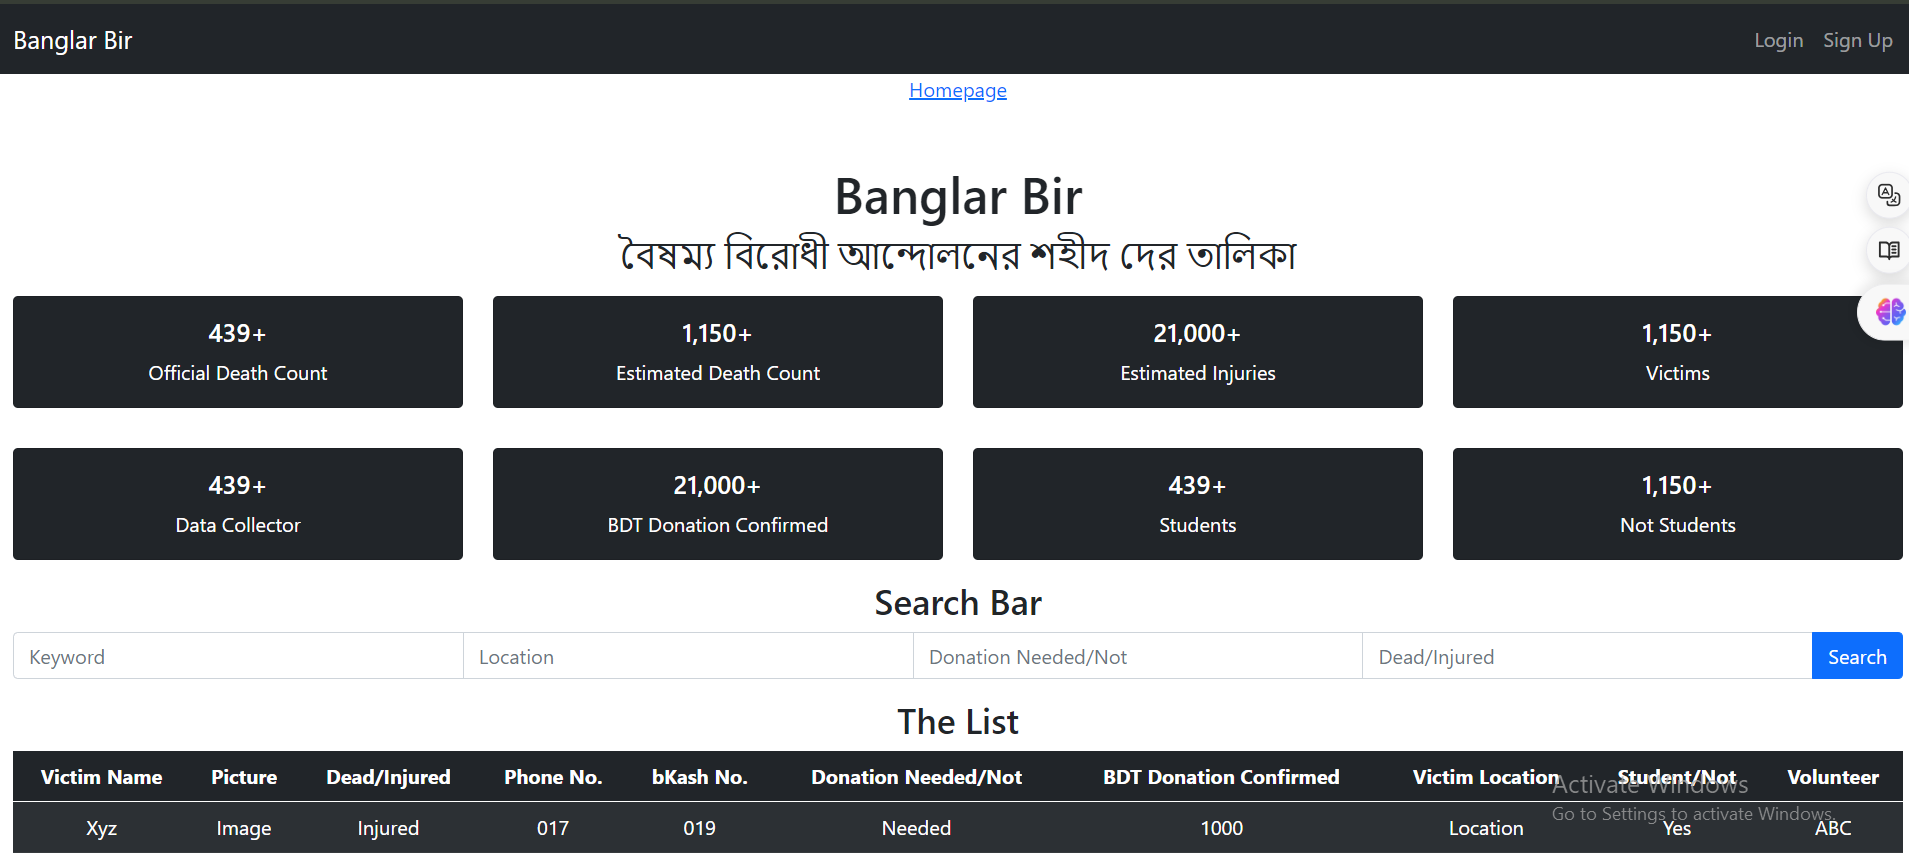 Banglar Bir Login Sign Up
Homepage
Banglar Bir
বৈষম্য বিরোধী আন্দোলনের শহীদ দের তালিকা
439+ 1,150+ 21,000+ 1,150+
Official Death Count Estimated Death Count Estimated Injuries Victims
439+ 21,000+ 439+ 1,150+
Data Collector BDT Donation Confirmed Students Not Students
Search Bar
Keyword Location Donation Needed/Not Dead/Injured Search
The List
Victim Name Picture Dead/Injured Phone No. bKash No. Donation Needed/Not BDT Donation Confirmed Victim Location Student/Not Volunteer
Activate Windows
Go to Settings to activate Windows.
Xyz Image Injured 017 019 Needed 1000 Location Yes ABC